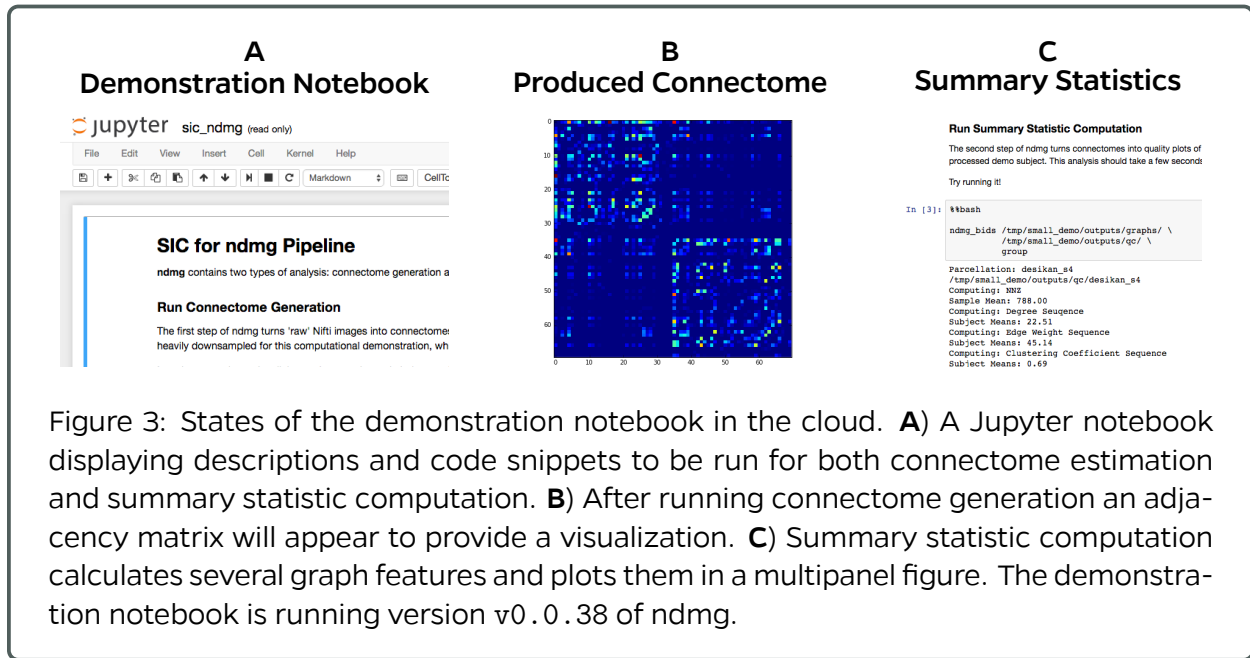 A
Demonstration Notebook
B
Produced Connectome
C
Summary Statistics
jupyter sic_ndmg (read only)
File Edit View Insert Cell Kernel Help
Markdown CellTo
SIC for ndmg Pipeline
ndmg contains two types of analysis: connectome generation a
Run Connectome Generation
The first step of ndmg turns 'raw' Nifti images into connectomes
heavily downsampled for this computational demonstration, wh
0
10
20
30
40
50
60
0 10 20 30 40 50 60
Run Summary Statistic Computation
The second step of ndmg turns connectomes into quality plots of
processed demo subject. This analysis should take a few seconds
Try running it!
In [3]: %%bash
ndmg_bids /tmp/small_demo/outputs/graphs/ \
/tmp/small_demo/outputs/qc/ \
group
Parcellation: desikan_s4
/tmp/small_demo/outputs/qc/desikan_s4
Computing: NNZ
Sample Mean: 788.00
Computing: Degree Seuqence
Subject Means: 22.51
Computing: Edge Weight Sequence
Subject Means: 45.14
Computing: Clustering Coefficient Sequence
Subject Means: 0.69
Figure 3: States of the demonstration notebook in the cloud. A) A Jupyter notebook
displaying descriptions and code snippets to be run for both connectome estimation
and summary statistic computation. B) After running connectome generation an adja-
cency matrix will appear to provide a visualization. C) Summary statistic computation
calculates several graph features and plots them in a multipanel figure. The demonstra-
tion notebook is running version v0.0.38 of ndmg.